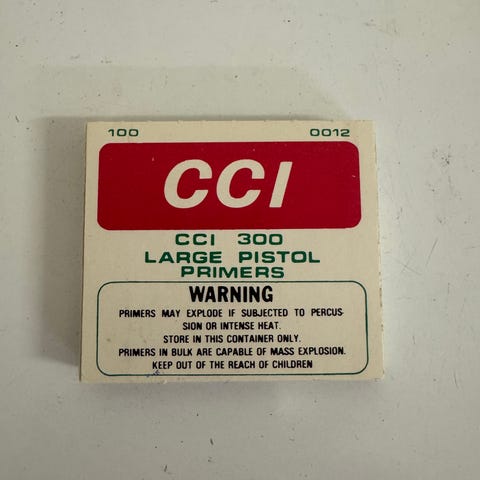 100 0012
CCI
CCI 300
LARGE PISTOL
PRIMERS
WARNING
PRIMERS MAY EXPLODE IF SUBJECTED TO PERCUS-
SION OR INTENSE HEAT.
STORE IN THIS CONTAINER ONLY.
PRIMERS IN BULK ARE CAPABLE OF MASS EXPLOSION.
KEEP OUT OF THE REACH OF CHILDREN